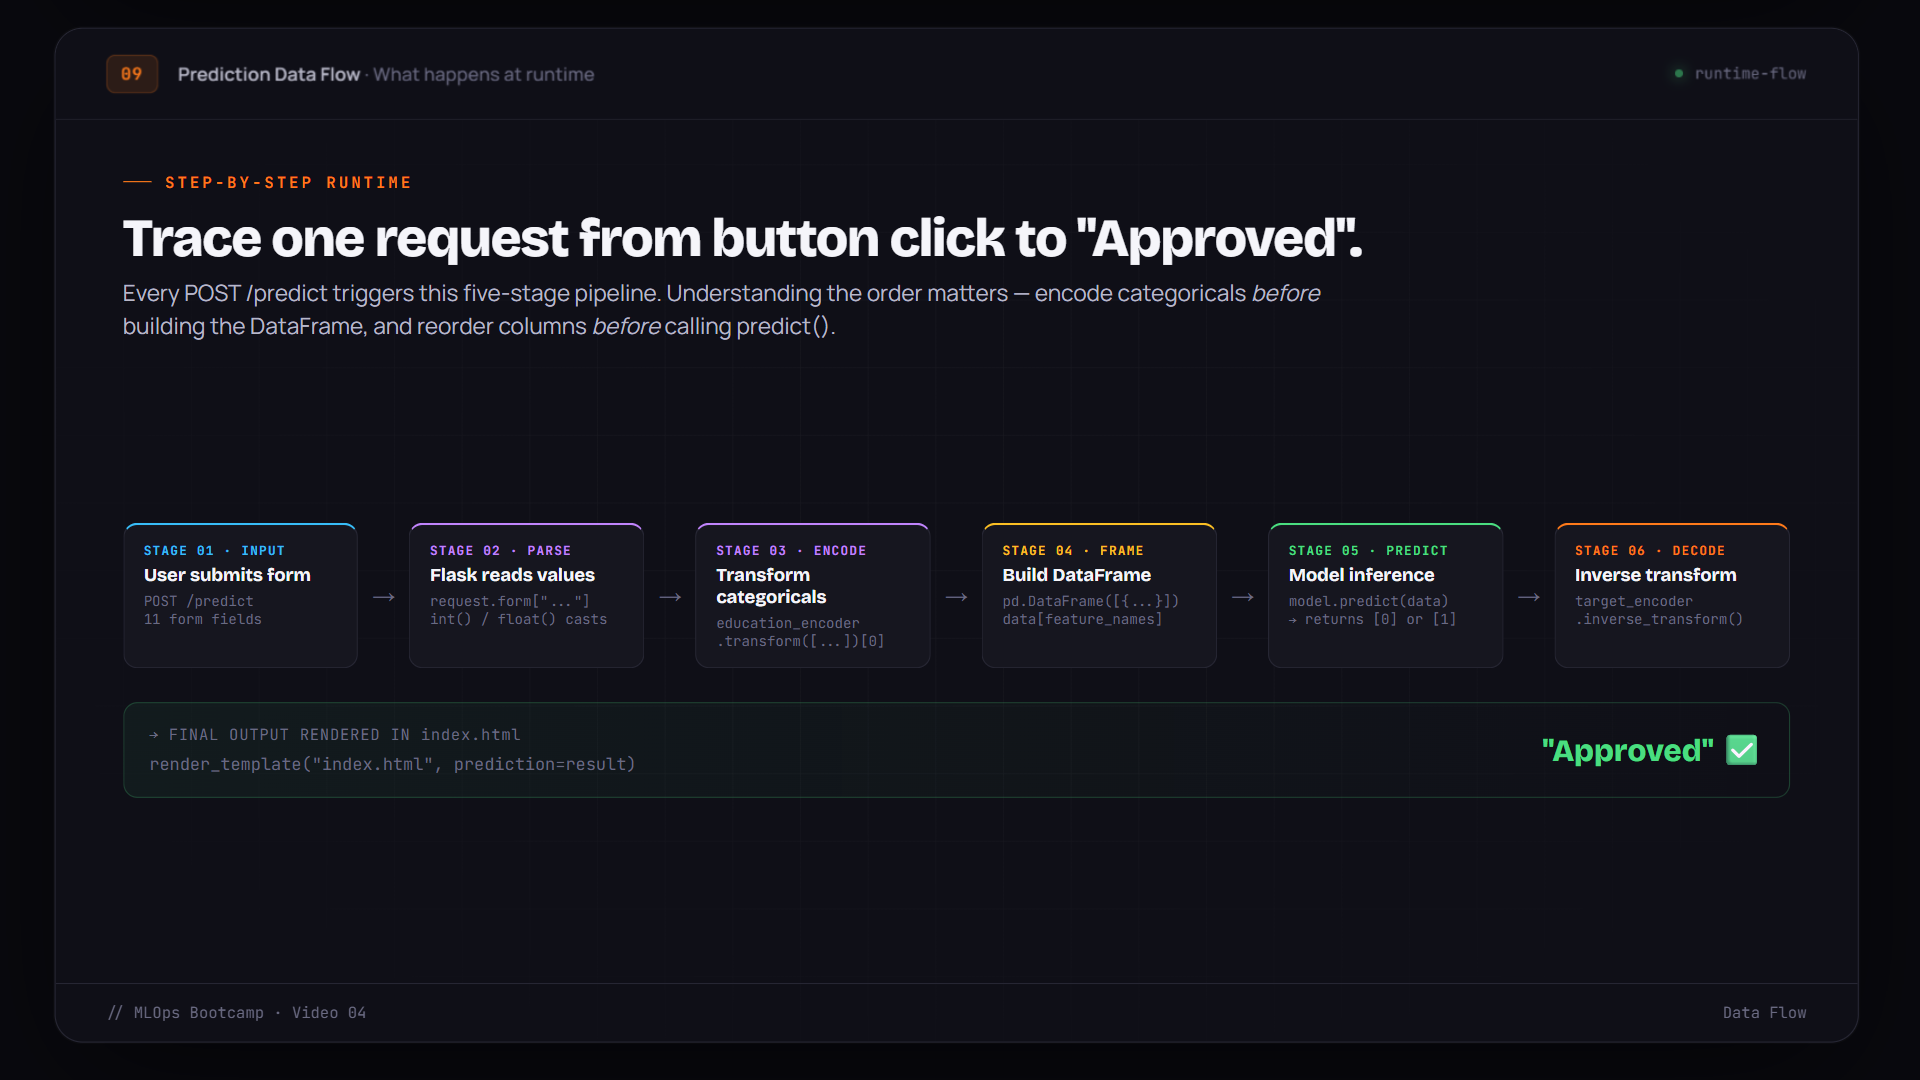 09 Prediction Data Flow · What happens at runtime
runtime-flow
STEP-BY-STEP RUNTIME
Trace one request from button click to "Approved".
Every POST /predict triggers this five-stage pipeline. Understanding the order matters — encode categoricals before
building the DataFrame, and reorder columns before calling predict().
STAGE 01 · INPUT
User submits form
POST /predict
11 form fields
→
STAGE 02 · PARSE
Flask reads values
request.form["..."]
int() / float() casts
→
STAGE 03 · ENCODE
Transform
categoricals
education_encoder
.transform([...])[0]
→
STAGE 04 · FRAME
Build DataFrame
pd.DataFrame([{...}])
data[feature_names]
→
STAGE 05 · PREDICT
Model inference
model.predict(data)
→ returns [0] or [1]
→
STAGE 06 · DECODE
Inverse transform
target_encoder
.inverse_transform()
→ FINAL OUTPUT RENDERED IN index.html
render_template("index.html", prediction=result)
"Approved" ✅
// MLOps Bootcamp · Video 04
Data Flow